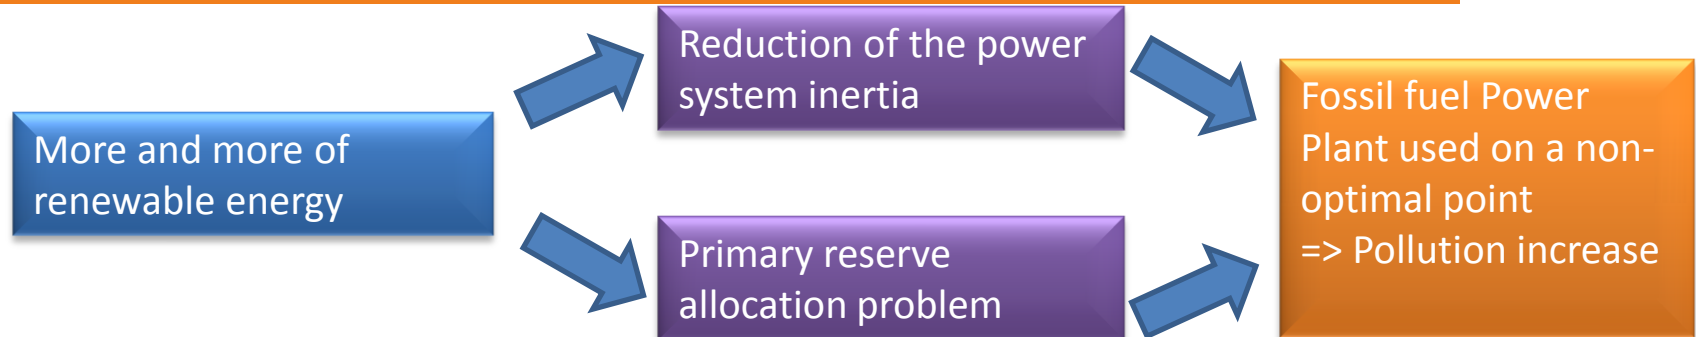 More and more of
renewable energy
Reduction of the power
system inertia
Primary reserve
allocation problem
Fossil fuel Power
Plant used on a non-
optimal point
=> Pollution increase